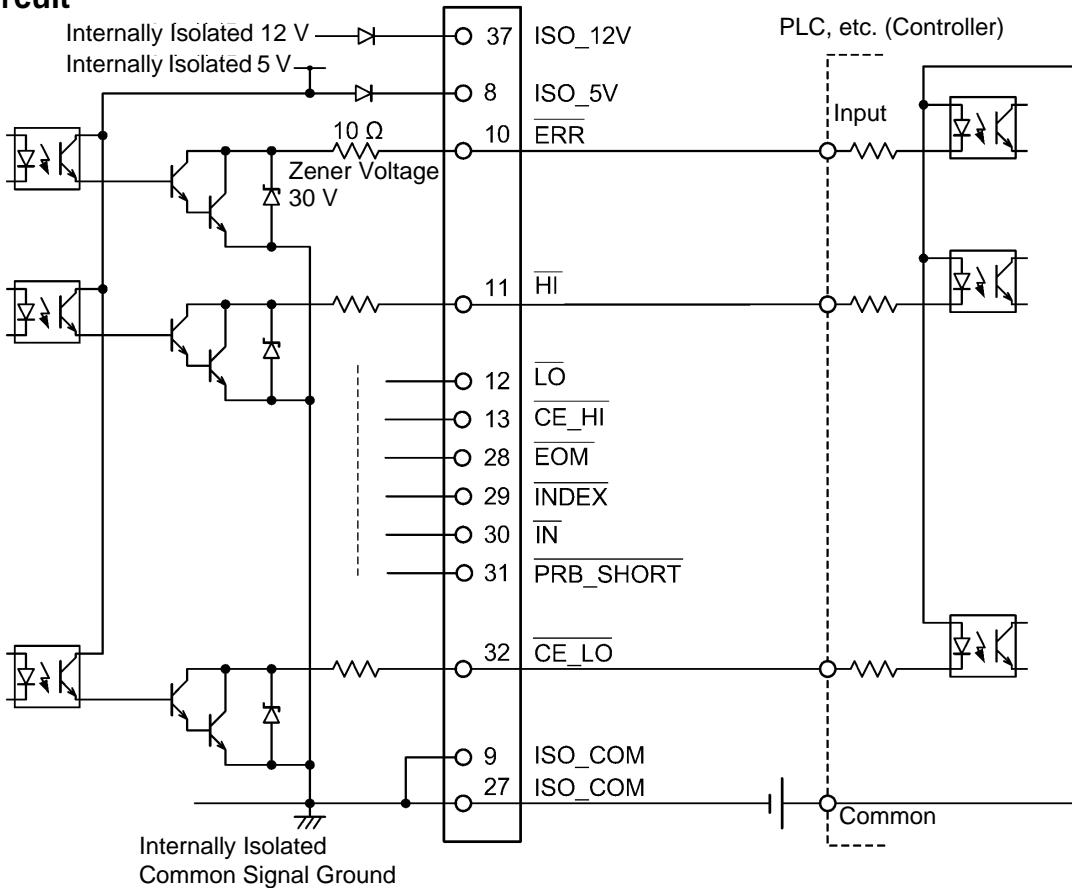 Internally Isolated 12 V
37 ISO_12V
PLC, etc. (Controller)
Internally Isolated 5 V
8 ISO_5V
10 Ω
10 ERR
Input
Zener Voltage
30 V
11 HI
12 LO
13 CE_HI
28 EOM
29 INDEX
30 IN
31 PRB_SHORT
32 CE_LO
9 ISO_COM
27 ISO_COM
Common
Internally Isolated
Common Signal Ground